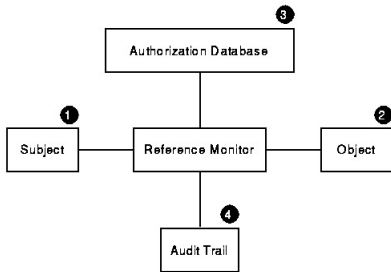 3
Authorization Database
1
2
Subject
Reference Monitor
Object
4
Audit Trail